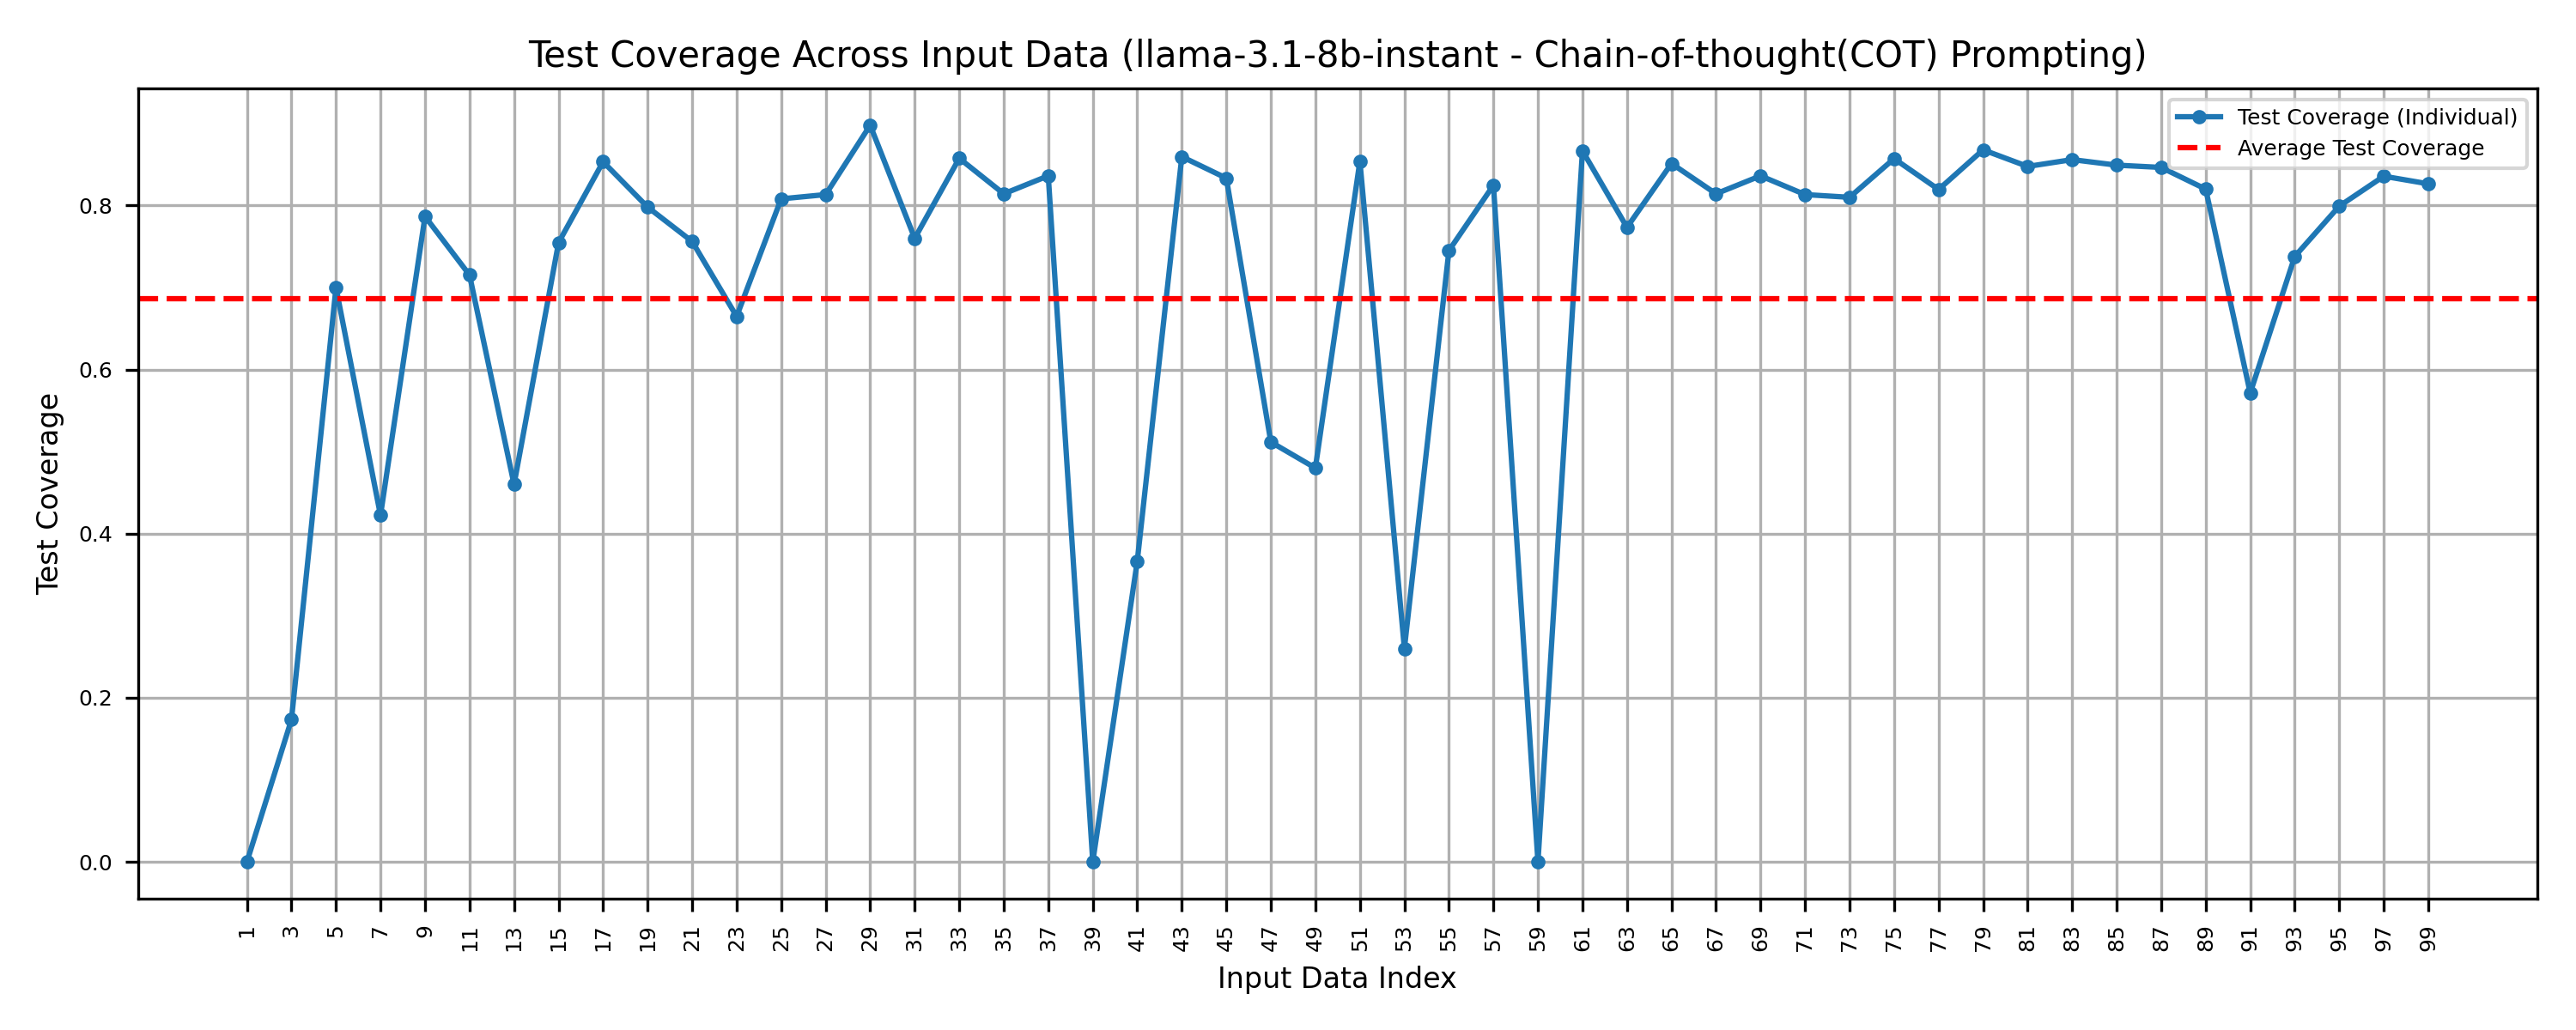 Test Coverage Across Input Data (llama-3.1-8b-instant - Chain-of-thought(COT) Prompting)
Test Coverage (Individual)
Average Test Coverage
Test Coverage
0.8
0.6
0.4
0.2
0.0
1 3 5 7 9 11 13 15 17 19 21 23 25 27 29 31 33 35 37 39 41 43 45 47 49 51 53 55 57 59 61 63 65 67 69 71 73 75 77 79 81 83 85 87 89 91 93 95 97 99
Input Data Index